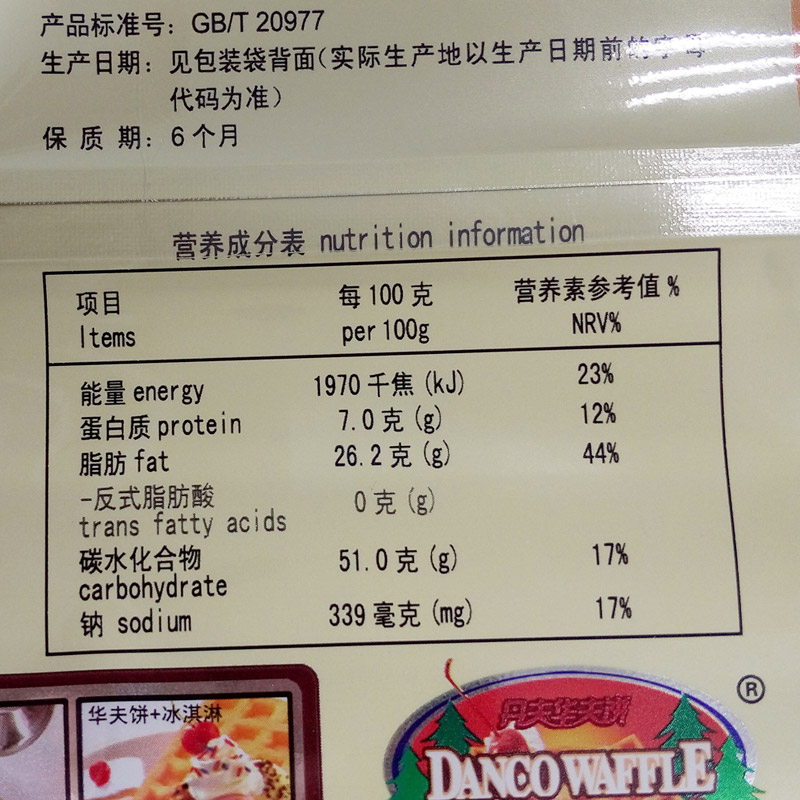 产品标准号：GB/T 20977
生产日期：见包装袋背面（实际生产地以生产日期前的字母
代码为准）
保 质 期：6个月
营养成分表 nutrition information
项目 每100克 营养素参考值%
Items per 100g NRV%
能量 energy 1970 千焦 (kJ) 23%
蛋白质 protein 7.0 克 (g) 12%
脂肪 fat 26.2 克 (g) 44%
-反式脂肪酸 0 克 (g)
trans fatty acids
碳水化合物 51.0 克 (g) 17%
carbohydrate
钠 sodium 339 毫克 (mg) 17%
华夫饼+冰淇淋
丹夫华夫饼
DANCO WAFFLE
®